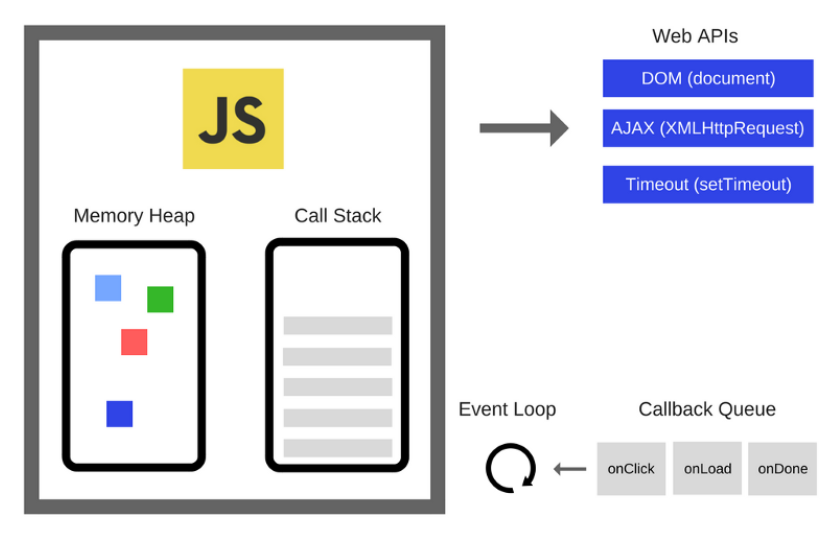 Web APIs
DOM (document)
AJAX (XMLHttpRequest)
Timeout (setTimeout)
JS
Memory Heap
Call Stack
Event Loop
Callback Queue
onClick
onLoad
onDone